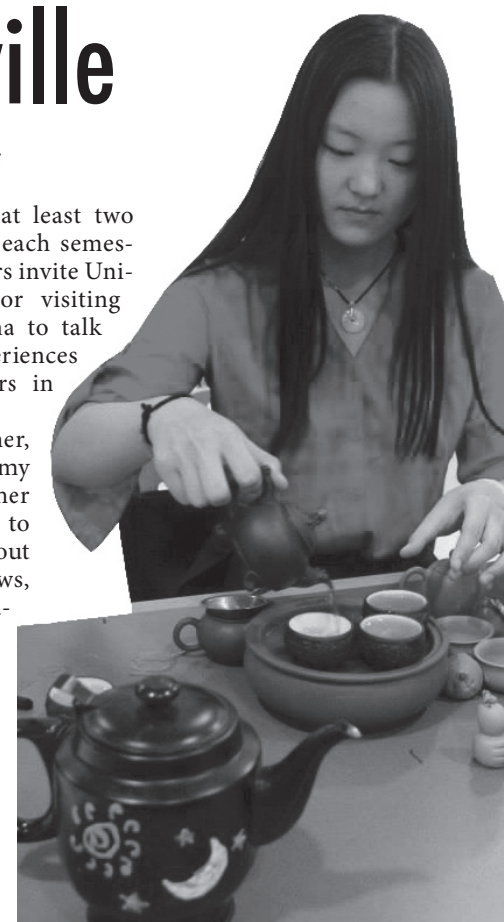 ville
at least two
each semes-
rs invite Uni-
or visiting
na to talk
eriences
rs in
her,
my
her
to
out
ws,